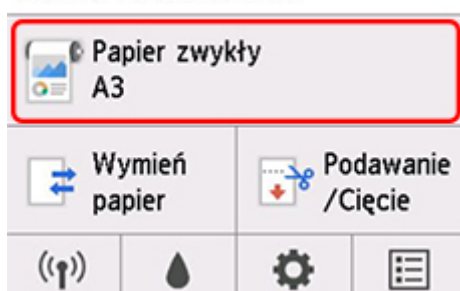 Papier zwykły
A3
Wymień
papier
Podawanie
/Cięcie